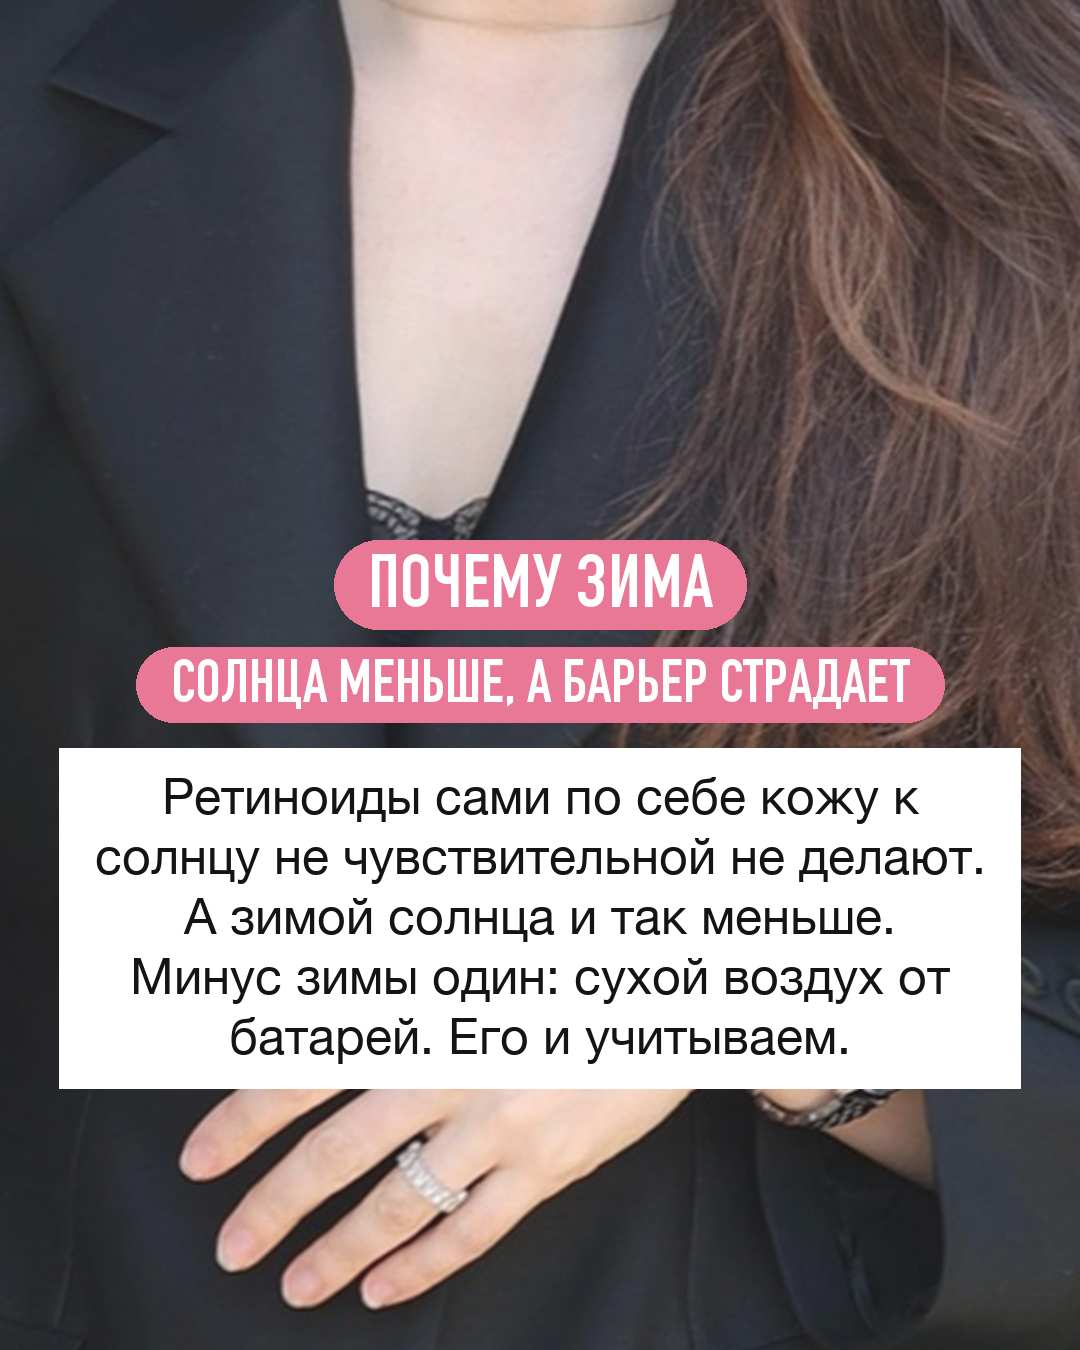 ПОЧЕМУ ЗИМА
СОЛНЦА МЕНЬШЕ, А БАРЬЕР СТРАДАЕТ
Ретиноиды сами по себе кожу к
солнцу не чувствительной не делают.
А зимой солнца и так меньше.
Минус зимы один: сухой воздух от
батарей. Его и учитываем.